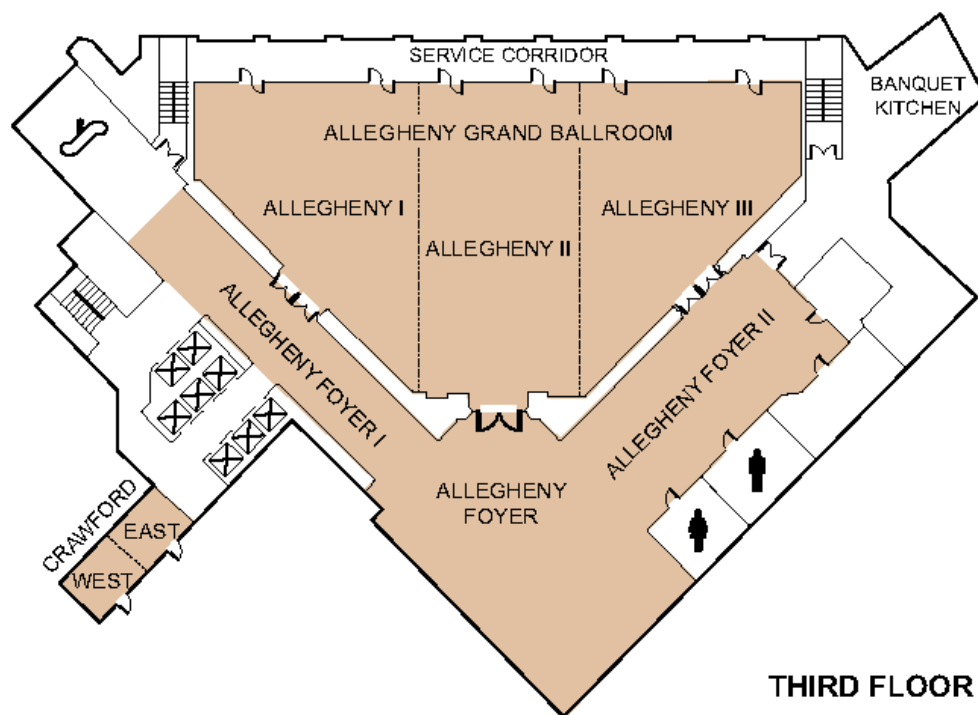 SERVICE CORRIDOR
BANQUET
KITCHEN
ALLEGHENY GRAND BALLROOM
ALLEGHENY I
ALLEGHENY III
ALLEGHENY II
ALLEGHENY FOYER I
ALLEGHENY FOYER II
ALLEGHENY
FOYER
CRAWFORD
EAST
WEST
THIRD FLOOR